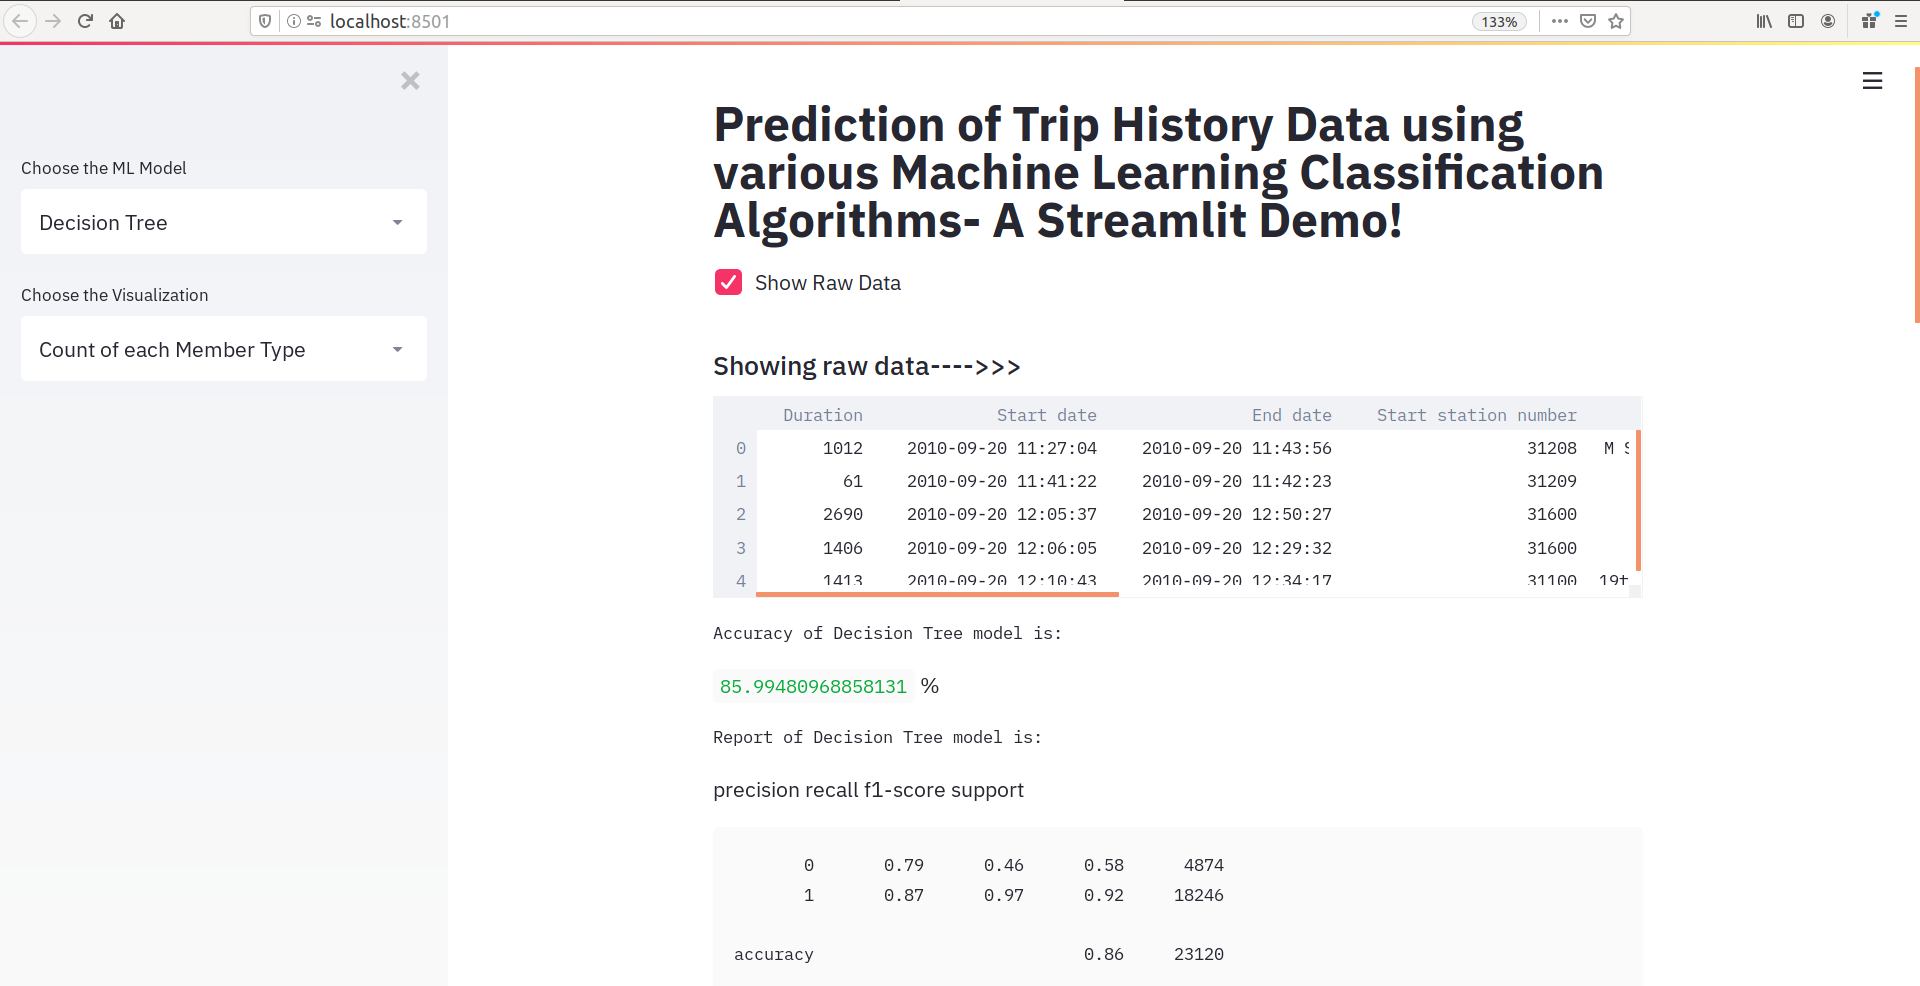 localhost:8501
133%
Choose the ML Model
Decision Tree
Choose the Visualization
Count of each Member Type
Prediction of Trip History Data using
various Machine Learning Classification
Algorithms- A Streamlit Demo!
Show Raw Data
Showing raw data---->>>
Duration Start date End date Start station number
0 1012 2010-09-20 11:27:04 2010-09-20 11:43:56 31208 M S
1 61 2010-09-20 11:41:22 2010-09-20 11:42:23 31209
2 2690 2010-09-20 12:05:37 2010-09-20 12:50:27 31600
3 1406 2010-09-20 12:06:05 2010-09-20 12:29:32 31600
4 1413 2010-09-20 12:10:43 2010-09-20 12:34:17 31100 19t
Accuracy of Decision Tree model is:
85.99480968858131 %
Report of Decision Tree model is:
precision recall f1-score support
0 0.79 0.46 0.58 4874
1 0.87 0.97 0.92 18246
accuracy 0.86 23120